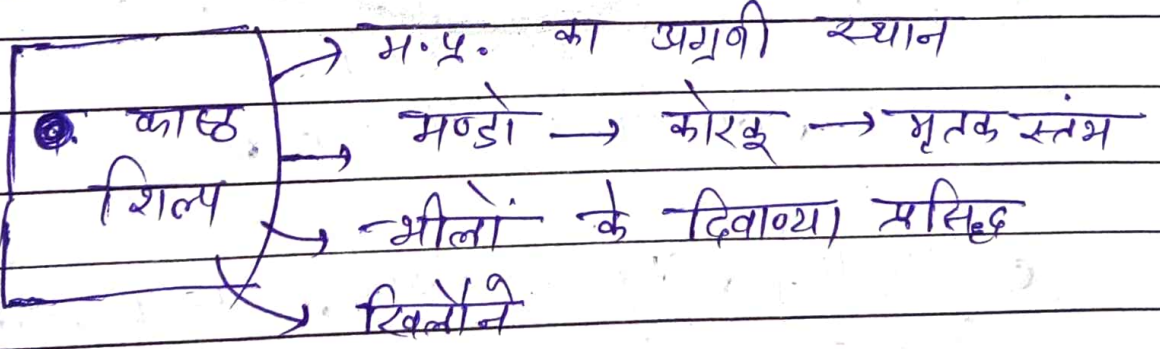 → म.प्र. का अग्रणी स्थान
• काष्ठ → मण्डो → कोरकू → मृतक स्तंभ
शिल्प → भीलों के दिवाण्या प्रसिद्ध
→ खिलौने